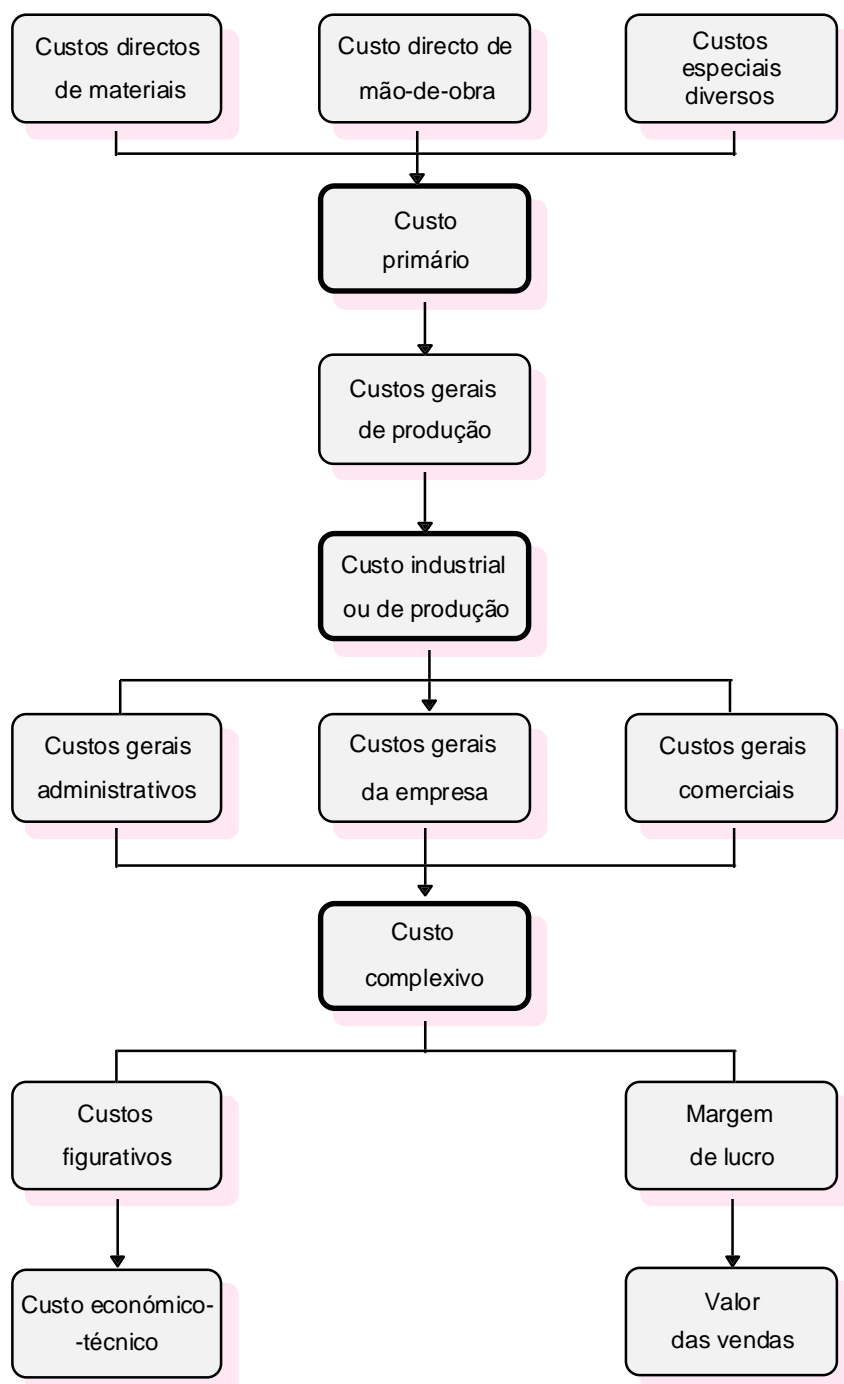 Custos directos
de materiais
Custo directo de
mão-de-obra
Custos
especiais
diversos
Custo
primário
Custos gerais
de produção
Custo industrial
ou de produção
Custos gerais
administrativos
Custos gerais
da empresa
Custos gerais
comerciais
Custo
complexivo
Custos
figurativos
Margem
de lucro
Custo económico-
-técnico
Valor
das vendas